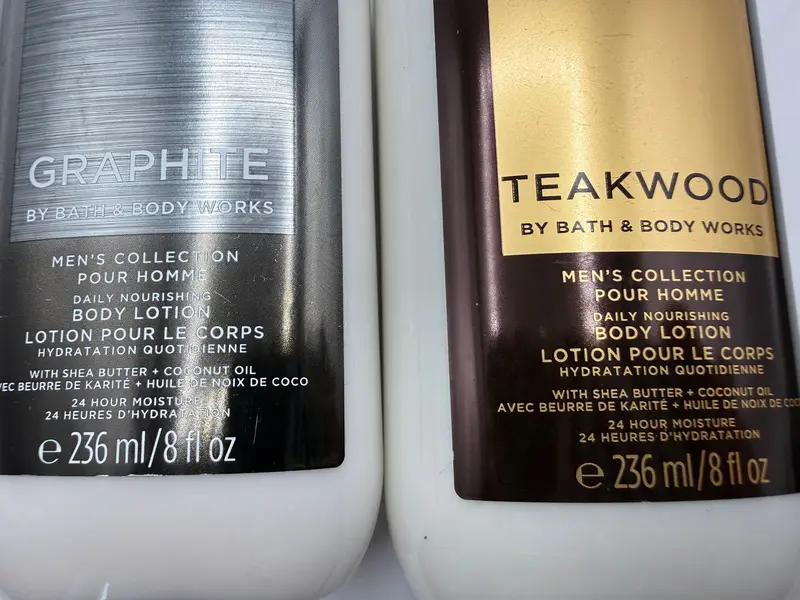 GRAPHITE
BY BATH & BODY WORKS
MEN'S COLLECTION
POUR HOMME
DAILY NOURISHING
BODY LOTION
LOTION POUR LE CORPS
HYDRATATION QUOTIDIENNE
WITH SHEA BUTTER + COCONUT OIL
AVEC BEURRE DE KARITÉ + HUILE DE NOIX DE COCO
24 HOUR MOISTURE
24 HEURES D'HYDRATATION
℮ 236 ml/8 fl oz
TEAKWOOD
BY BATH & BODY WORKS
MEN'S COLLECTION
POUR HOMME
DAILY NOURISHING
BODY LOTION
LOTION POUR LE CORPS
HYDRATATION QUOTIDIENNE
WITH SHEA BUTTER + COCONUT OIL
AVEC BEURRE DE KARITÉ + HUILE DE NOIX DE COCO
24 HOUR MOISTURE
24 HEURES D'HYDRATATION
℮ 236 ml/8 fl oz